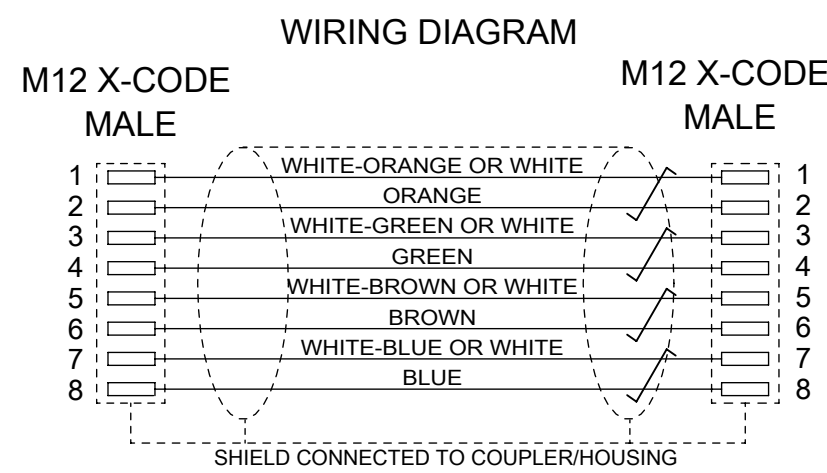 WIRING DIAGRAM
M12 X-CODE
MALE
M12 X-CODE
MALE
1 WHITE-ORANGE OR WHITE 1
2 ORANGE 2
3 WHITE-GREEN OR WHITE 3
4 GREEN 4
5 WHITE-BROWN OR WHITE 5
6 BROWN 6
7 WHITE-BLUE OR WHITE 7
8 BLUE 8
SHIELD CONNECTED TO COUPLER/HOUSING